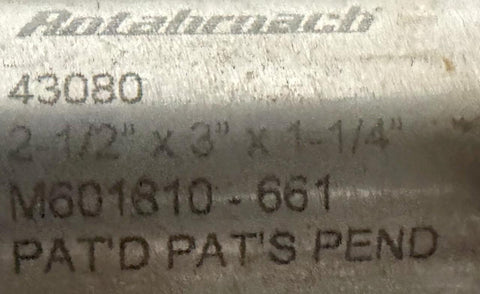 Rotabroach
43080
2-1/2" x 3" x 1-1/4"
M601810 - 661
PAT'D PAT'S PEND